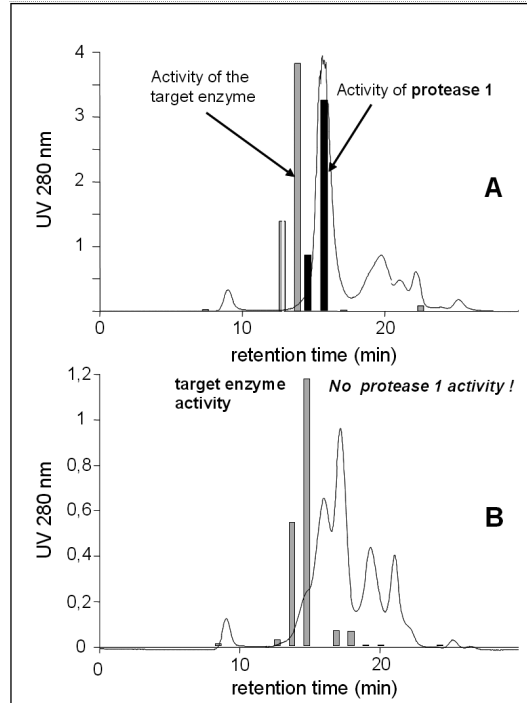 4
3
2
1
UV 280 nm
Activity of the
target enzyme
Activity of protease 1
A
0
10
20
retention time (min)
1,2
1
0,8
0,6
0,4
0,2
0
UV 280 nm
target enzyme
activity
No protease 1 activity !
B
0
10
20
retention time (min)